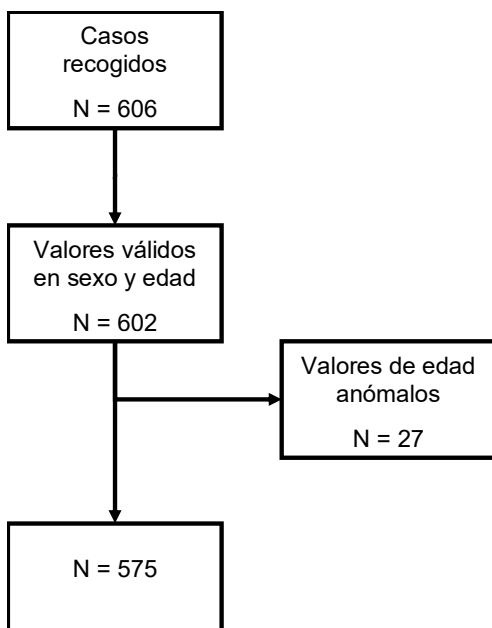 Casos
recogidos
N = 606
Valores válidos
en sexo y edad
N = 602
Valores de edad
anómalos
N = 27
N = 575